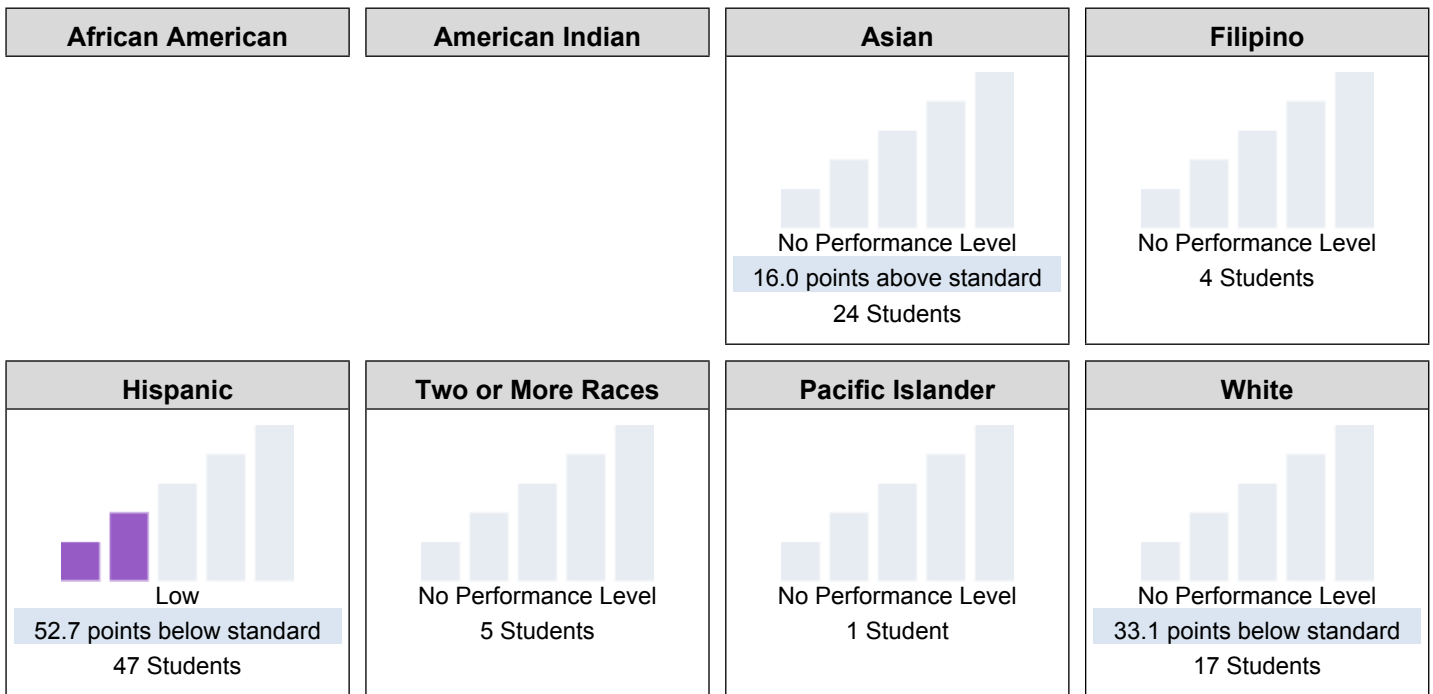 African American
American Indian
Asian
No Performance Level
16.0 points above standard
24 Students
Filipino
No Performance Level
4 Students
Hispanic
Low
52.7 points below standard
47 Students
Two or More Races
No Performance Level
5 Students
Pacific Islander
No Performance Level
1 Student
White
No Performance Level
33.1 points below standard
17 Students